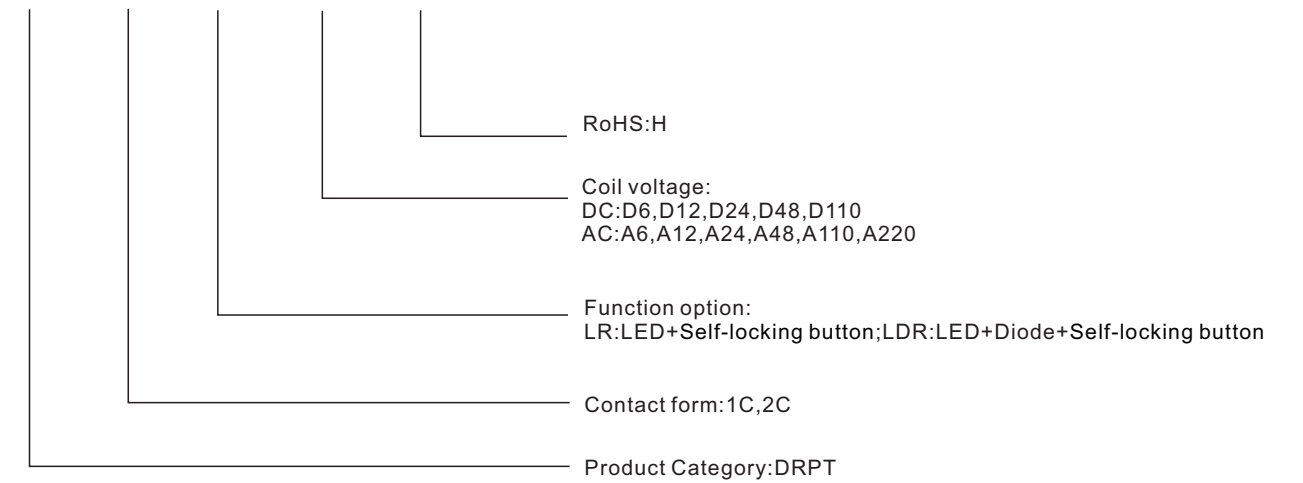 RoHS:H
Coil voltage:
DC:D6,D12,D24,D48,D110
AC:A6,A12,A24,A48,A110,A220
Function option:
LR:LED+Self-locking button;LDR:LED+Diode+Self-locking button
Contact form:1C,2C
Product Category:DRPT